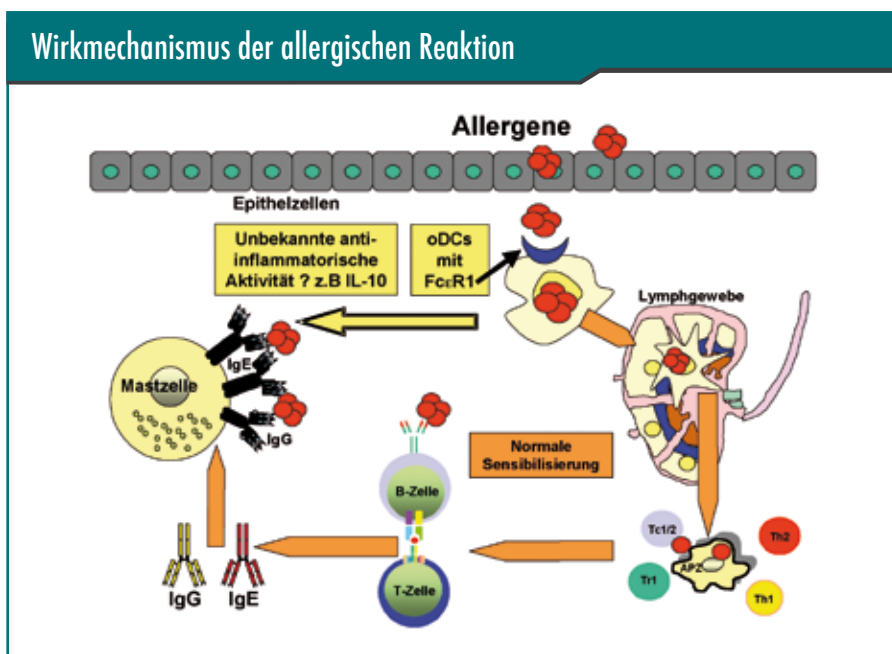 Wirkmechanismus der allergischen Reaktion
Allergene
Epithelzellen
Unbekannte anti-
inflammatorische
Aktivität ? z.B IL-10
oDCs
mit
FcεR1
Lymphgewebe
IgE
Mastzelle
IgG
Normale
Sensibilisierung
B-Zelle
Tc1/2
Th2
APZ
Tr1
Th1
T-Zelle
IgG IgE